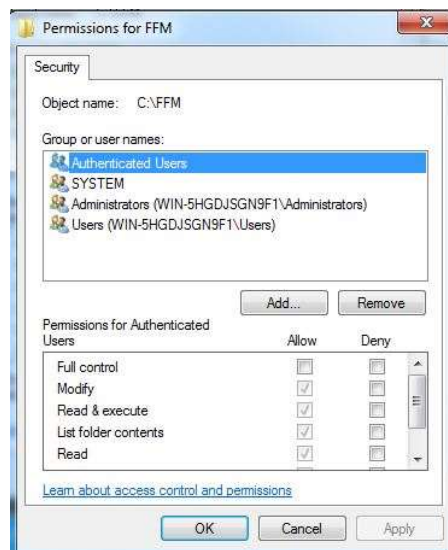 Permissions for FFM
Security
Object name: C:\FFM
Group or user names:
Authenticated Users
SYSTEM
Administrators (WIN-5HGDJSGN9F1\Administrators)
Users (WIN-5HGDJSGN9F1\Users)
Add... Remove
Permissions for Authenticated
Users Allow Deny
Full control
Modify
Read & execute
List folder contents
Read
Learn about access control and permissions
OK Cancel Apply